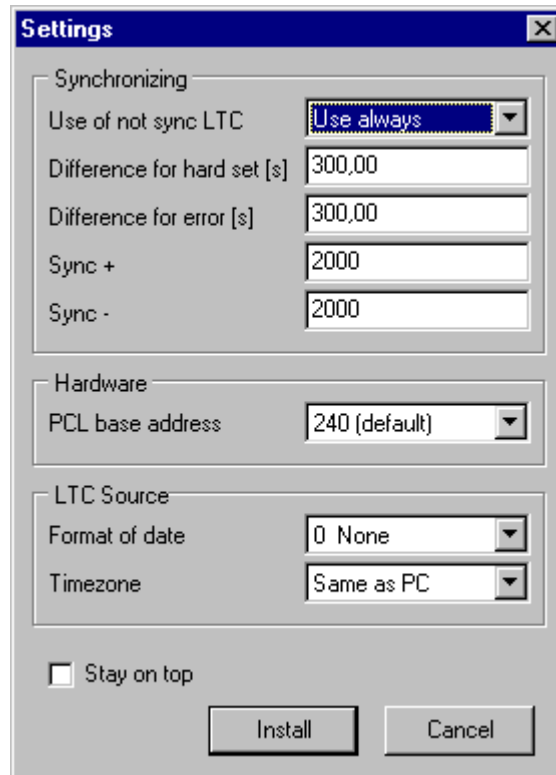 Settings
Synchronizing
Use of not sync LTC Use always
Difference for hard set [s] 300,00
Difference for error [s] 300,00
Sync + 2000
Sync - 2000
Hardware
PCL base address 240 (default)
LTC Source
Format of date 0 None
Timezone Same as PC
Stay on top
Install Cancel